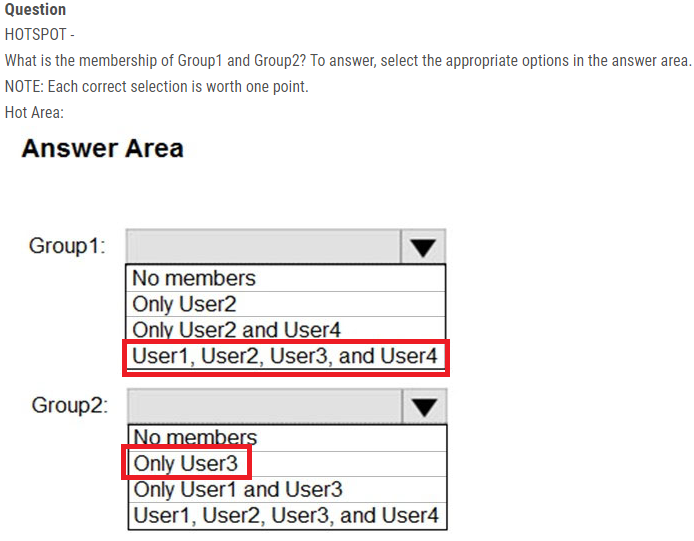 Question
HOTSPOT -
What is the membership of Group1 and Group2? To answer, select the appropriate options in the answer area.
NOTE: Each correct selection is worth one point.
Hot Area:
Answer Area
Group1:
No members
Only User2
Only User2 and User4
User1, User2, User3, and User4
Group2:
No members
Only User3
Only User1 and User3
User1, User2, User3, and User4